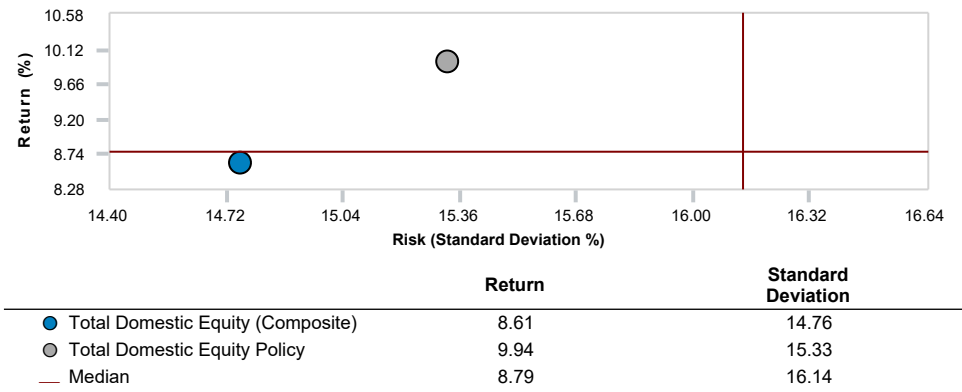 10.58
10.12
9.66
9.20
8.74
8.28
Return (%)
14.40 14.72 15.04 15.36 15.68 16.00 16.32 16.64
Risk (Standard Deviation %)
Return Standard Deviation
Total Domestic Equity (Composite) 8.61 14.76
Total Domestic Equity Policy 9.94 15.33
Median 8.79 16.14